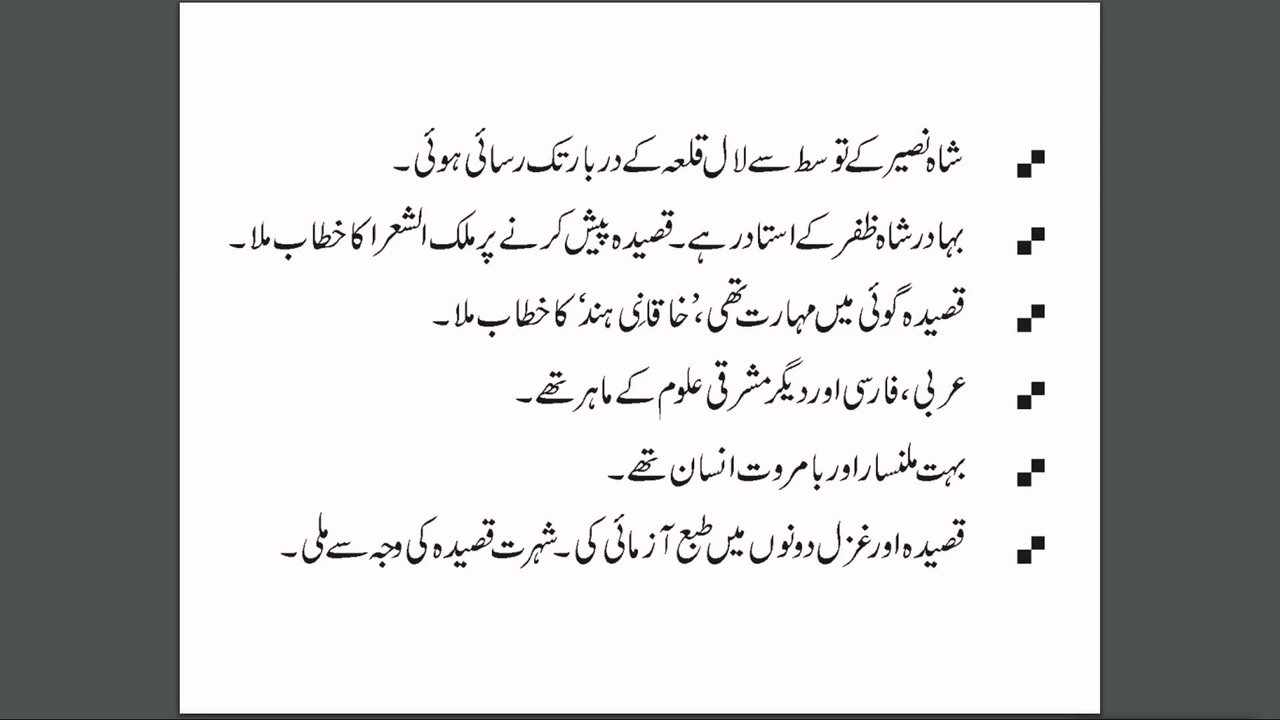 شاہ نصیر کے توسط سے لال قلعہ کے دربار تک رسائی ہوئی۔
بہادر شاہ ظفر کے استاد رہے۔ قصیدہ پیش کرنے پر ملک الشعرا کا خطاب ملا۔
قصیدہ گوئی میں مہارت تھی، ’خاقانیِ ہند‘ کا خطاب ملا۔
عربی، فارسی اور دیگر مشرقی علوم کے ماہر تھے۔
بہت ملنسار اور بامروت انسان تھے۔
قصیدہ اور غزل دونوں میں طبع آزمائی کی۔ شہرت قصیدہ کی وجہ سے ملی۔